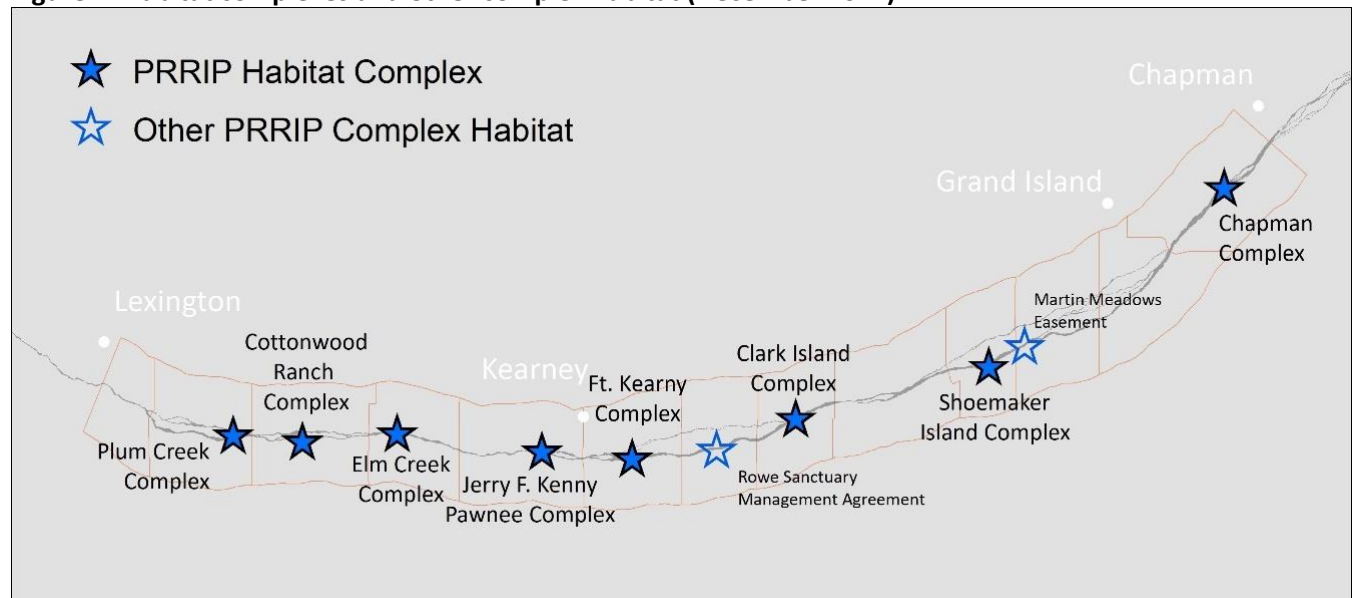 PRRIP Habitat Complex
Other PRRIP Complex Habitat
Chapman
Grand Island
Chapman
Complex
Martin Meadows
Easement
Lexington
Cottonwood
Ranch
Complex
Kearney
Ft. Kearny
Complex
Clark Island
Complex
Shoemaker
Island Complex
Plum Creek
Complex
Elm Creek
Complex
Jerry F. Kenny
Pawnee Complex
Rowe Sanctuary
Management Agreement